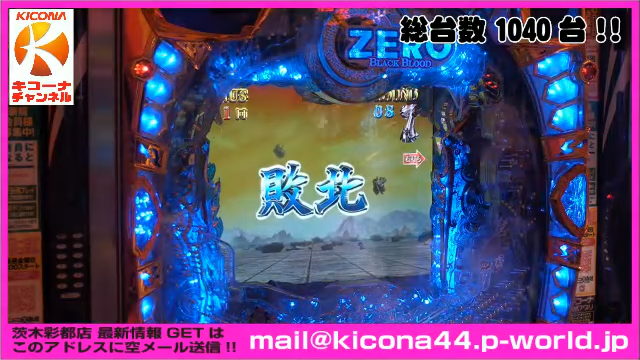 KICONA
キコーナ
チャンネル
総台数 1040 台 !!
ZERO
BLACK BLOOD
敗北
茨木彩都店 最新情報 GET は
このアドレスに空メール送信 !!
mail@kicona44.p-world.jp